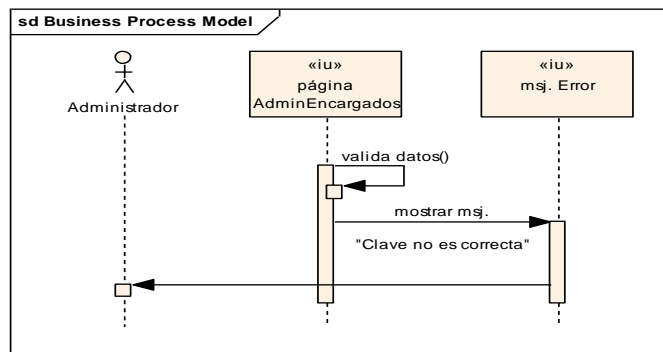 sd Business Process Model
Administrador
«iu»
página
AdminEncargados
«iu»
msj. Error
valida datos()
mostrar msj.
"Clave no es correcta"